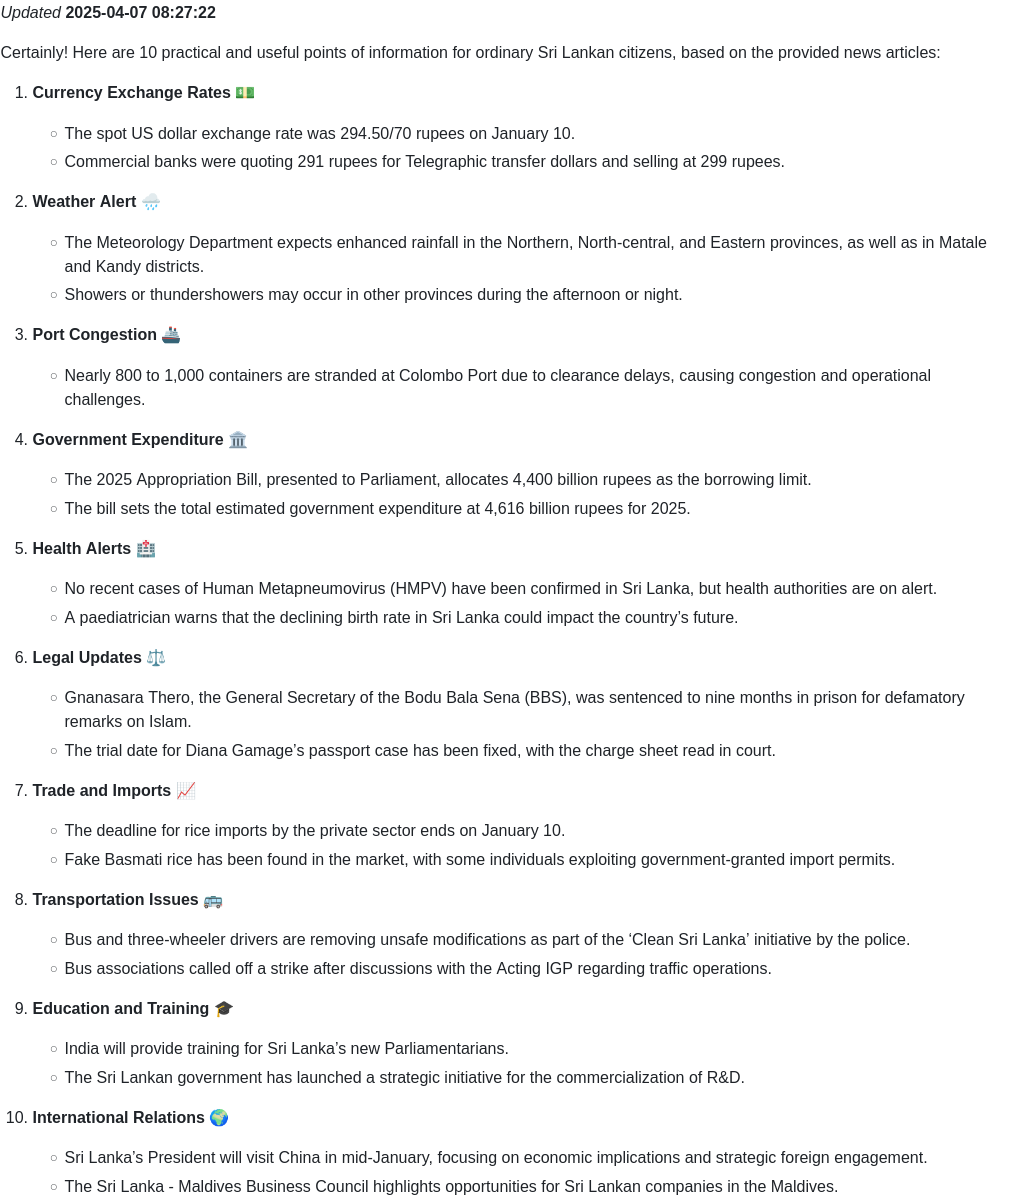 Updated 2025-04-07 08:27:22
Certainly! Here are 10 practical and useful points of information for ordinary Sri Lankan citizens, based on the provided news articles:
1. Currency Exchange Rates 💵
○ The spot US dollar exchange rate was 294.50/70 rupees on January 10.
○ Commercial banks were quoting 291 rupees for Telegraphic transfer dollars and selling at 299 rupees.
2. Weather Alert 🌧️
○ The Meteorology Department expects enhanced rainfall in the Northern, North-central, and Eastern provinces, as well as in Matale
and Kandy districts.
○ Showers or thundershowers may occur in other provinces during the afternoon or night.
3. Port Congestion 🚢
○ Nearly 800 to 1,000 containers are stranded at Colombo Port due to clearance delays, causing congestion and operational
challenges.
4. Government Expenditure 🏛️
○ The 2025 Appropriation Bill, presented to Parliament, allocates 4,400 billion rupees as the borrowing limit.
○ The bill sets the total estimated government expenditure at 4,616 billion rupees for 2025.
5. Health Alerts 🏥
○ No recent cases of Human Metapneumovirus (HMPV) have been confirmed in Sri Lanka, but health authorities are on alert.
○ A paediatrician warns that the declining birth rate in Sri Lanka could impact the country’s future.
6. Legal Updates ⚖️
○ Gnanasara Thero, the General Secretary of the Bodu Bala Sena (BBS), was sentenced to nine months in prison for defamatory
remarks on Islam.
○ The trial date for Diana Gamage’s passport case has been fixed, with the charge sheet read in court.
7. Trade and Imports 📈
○ The deadline for rice imports by the private sector ends on January 10.
○ Fake Basmati rice has been found in the market, with some individuals exploiting government-granted import permits.
8. Transportation Issues 🚌
○ Bus and three-wheeler drivers are removing unsafe modifications as part of the ‘Clean Sri Lanka’ initiative by the police.
○ Bus associations called off a strike after discussions with the Acting IGP regarding traffic operations.
9. Education and Training 🎓
○ India will provide training for Sri Lanka’s new Parliamentarians.
○ The Sri Lankan government has launched a strategic initiative for the commercialization of R&D.
10. International Relations 🌍
○ Sri Lanka’s President will visit China in mid-January, focusing on economic implications and strategic foreign engagement.
○ The Sri Lanka - Maldives Business Council highlights opportunities for Sri Lankan companies in the Maldives.